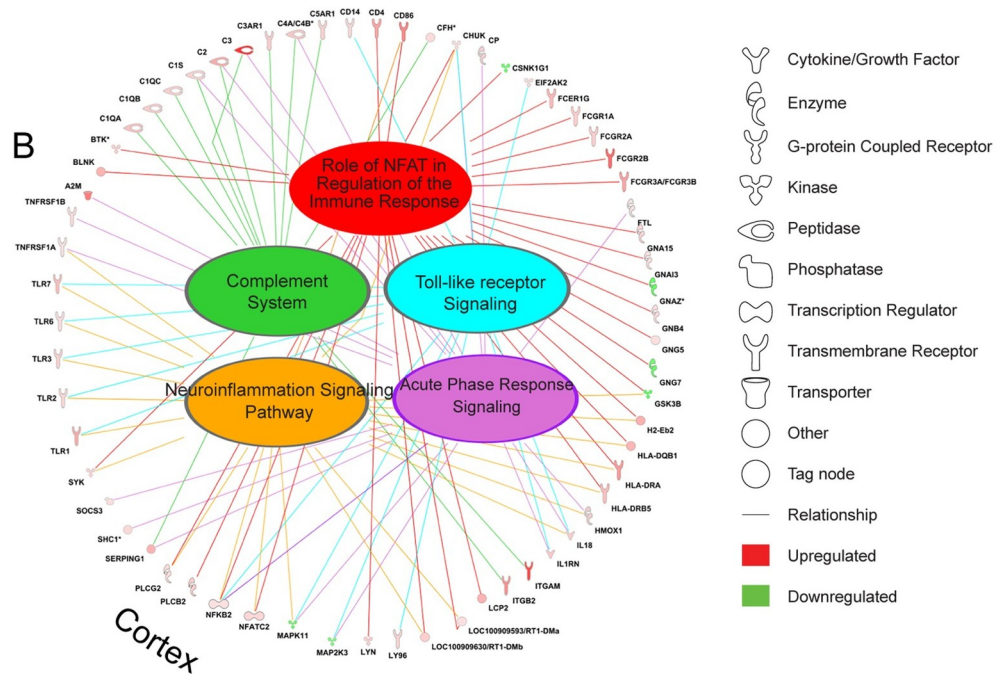 B
C3
C3AR1
C4A/C4B*
C5AR1
CD14
CD4
CD86
CFH*
CHUK
CP
CSNK1G1
EIF2AK2
FCER1G
FCGR1A
FCGR2A
FCGR2B
FCGR3A/FCGR3B
FTL
GNA15
GNAI3
GNAZ*
GNB4
GNG5
GNG7
GSK3B
H2-Eb2
HLA-DQB1
HLA-DRA
HLA-DRB5
HMOX1
IL18
IL1RN
ITGAM
ITGB2
LCP2
LOC100909593/RT1-DMa
LOC100909630/RT1-DMb
LY96
LYN
MAP2K3
MAPK11
NFATC2
NFKB2
PLCB2
PLCG2
SERPING1
SHC1*
SOCS3
SYK
TLR1
TLR2
TLR3
TLR6
TLR7
TNFRSF1A
TNFRSF1B
A2M
BLNK
BTK*
C1QA
C1QB
C1QC
C1S
C2
Role of NFAT in
Regulation of the
Immune Response
Complement
System
Toll-like receptor
Signaling
Neuroinflammation Signaling
Pathway
Acute Phase Response
Signaling
Cortex
Cytokine/Growth Factor
Enzyme
G-protein Coupled Receptor
Kinase
Peptidase
Phosphatase
Transcription Regulator
Transmembrane Receptor
Transporter
Other
Tag node
Relationship
Upregulated
Downregulated